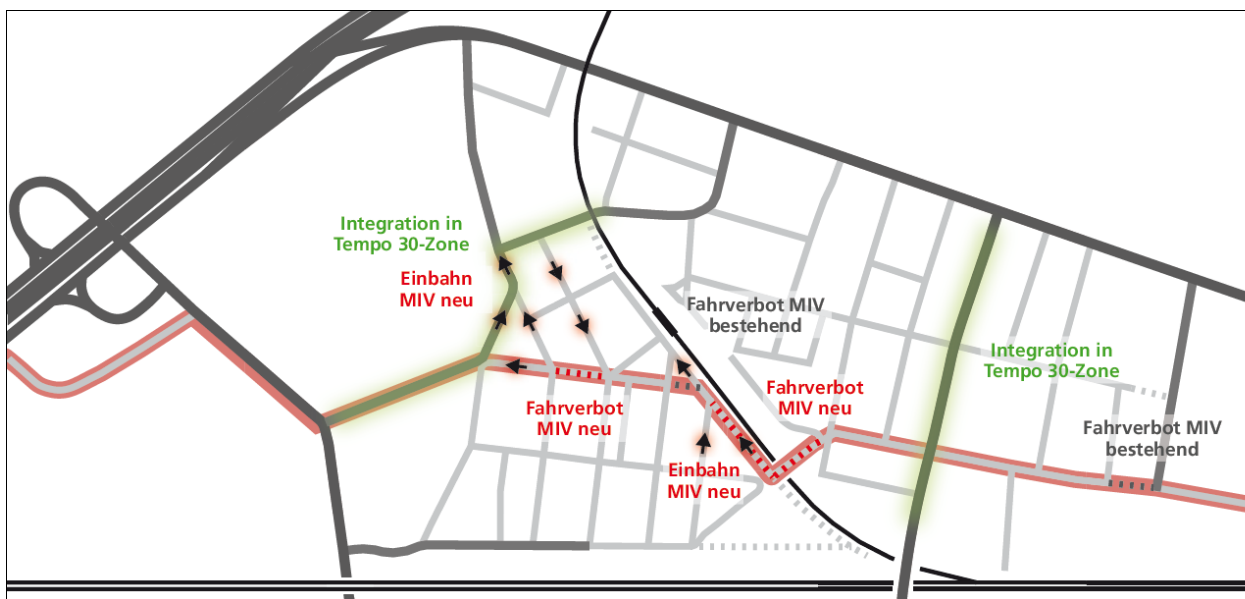 Integration in
Tempo 30-Zone
Einbahn
MIV neu
Fahrverbot MIV
bestehend
Integration in
Tempo 30-Zone
Fahrverbot
MIV neu
Fahrverbot
MIV neu
Fahrverbot MIV
bestehend
Einbahn
MIV neu